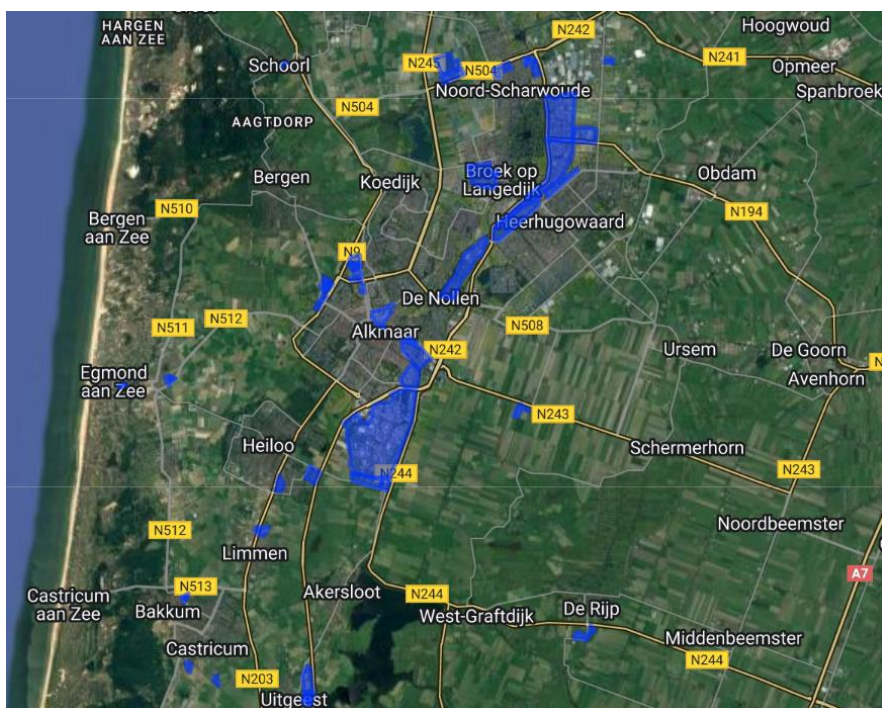 HARGEN
AAN ZEE
N242
Hoogwoud
Schoorl
N245
N504
N241
Opmeer
Noord-Scharwoude
Spanbroek
N504
AAGTDORP
Bergen
Koedijk
Broek op
Langedijk
Obdam
N510
Bergen
aan Zee
Heerhugowaard
N194
N9
De Nollen
N512
N511
Alkmaar
N508
N242
Ursem
De Goorn
Egmond
aan Zee
Avenhorn
N243
Heiloo
Schermerhorn
N244
N243
N512
Noordbeemster
Limmen
A7
N513
Castricum
aan Zee
Bakkum
Akersloot
N244
West-Graftdijk
De Rijp
Middenbeemster
Castricum
N244
N203
Uitgeest